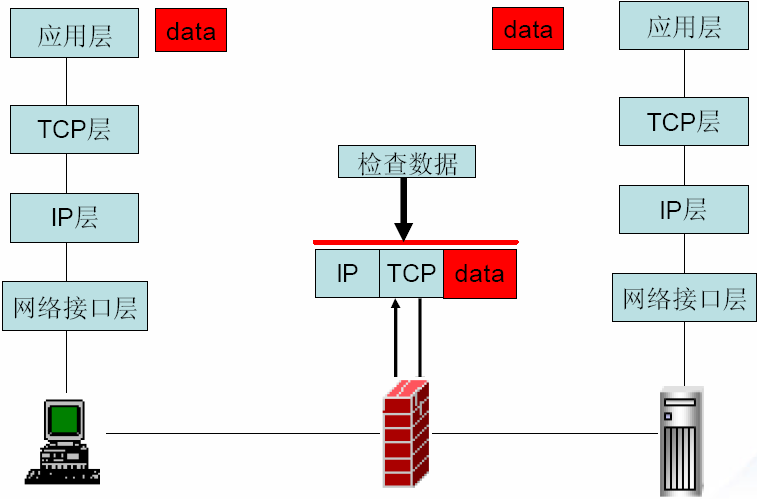 应用层
data
data
应用层
TCP层
TCP层
检查数据
IP层
IP层
IP TCP data
网络接口层
网络接口层